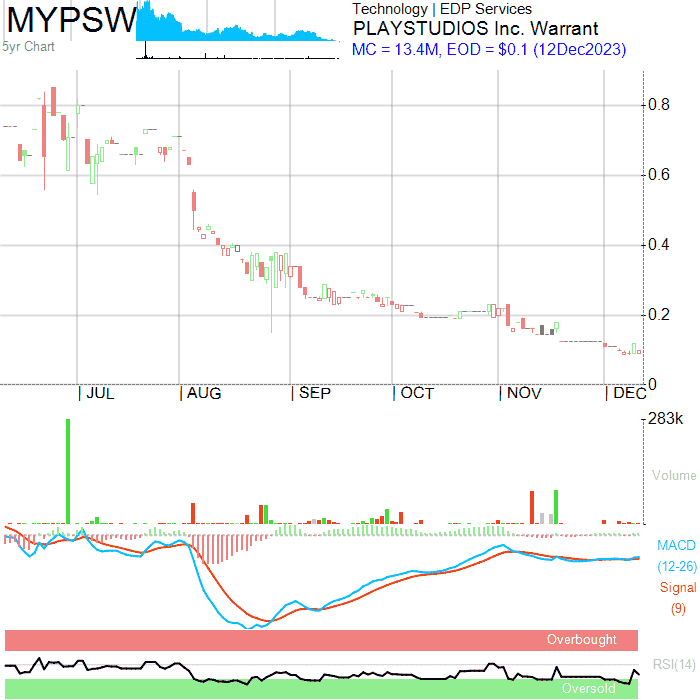 MYPSW
5yr Chart
Technology | EDP Services
PLAYSTUDIOS Inc. Warrant
MC = 13.4M, EOD = $0.1 (12Dec2023)
0.8
0.6
0.4
0.2
0
JUL
AUG
SEP
OCT
NOV
DEC
283k
Volume
MACD
(12-26)
Signal
(9)
Overbought
RSI(14)
Oversold